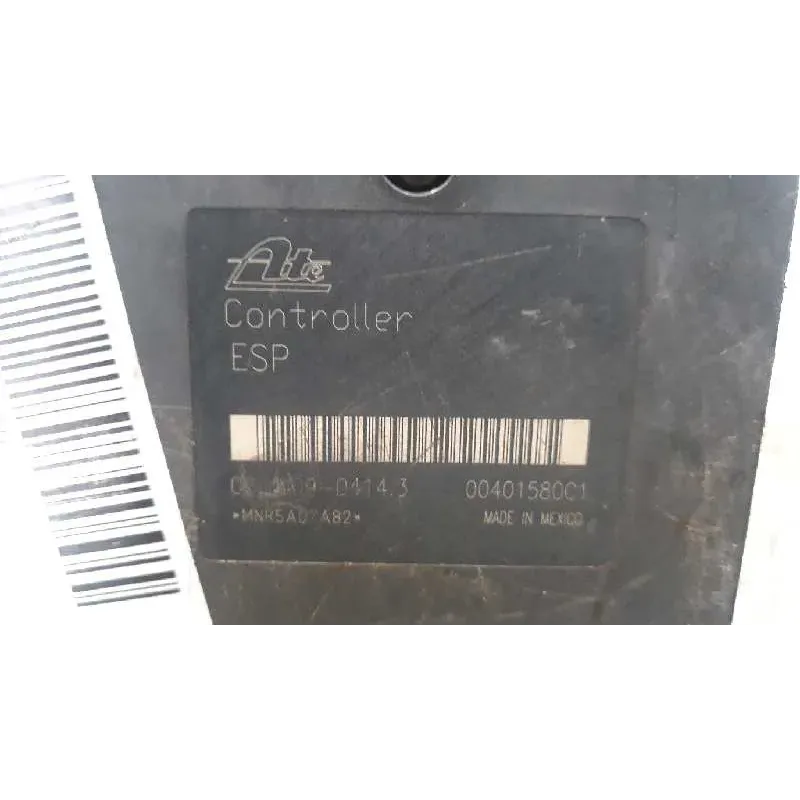 Ate
Controller
ESP
00401580C1
MADE IN MEXICO